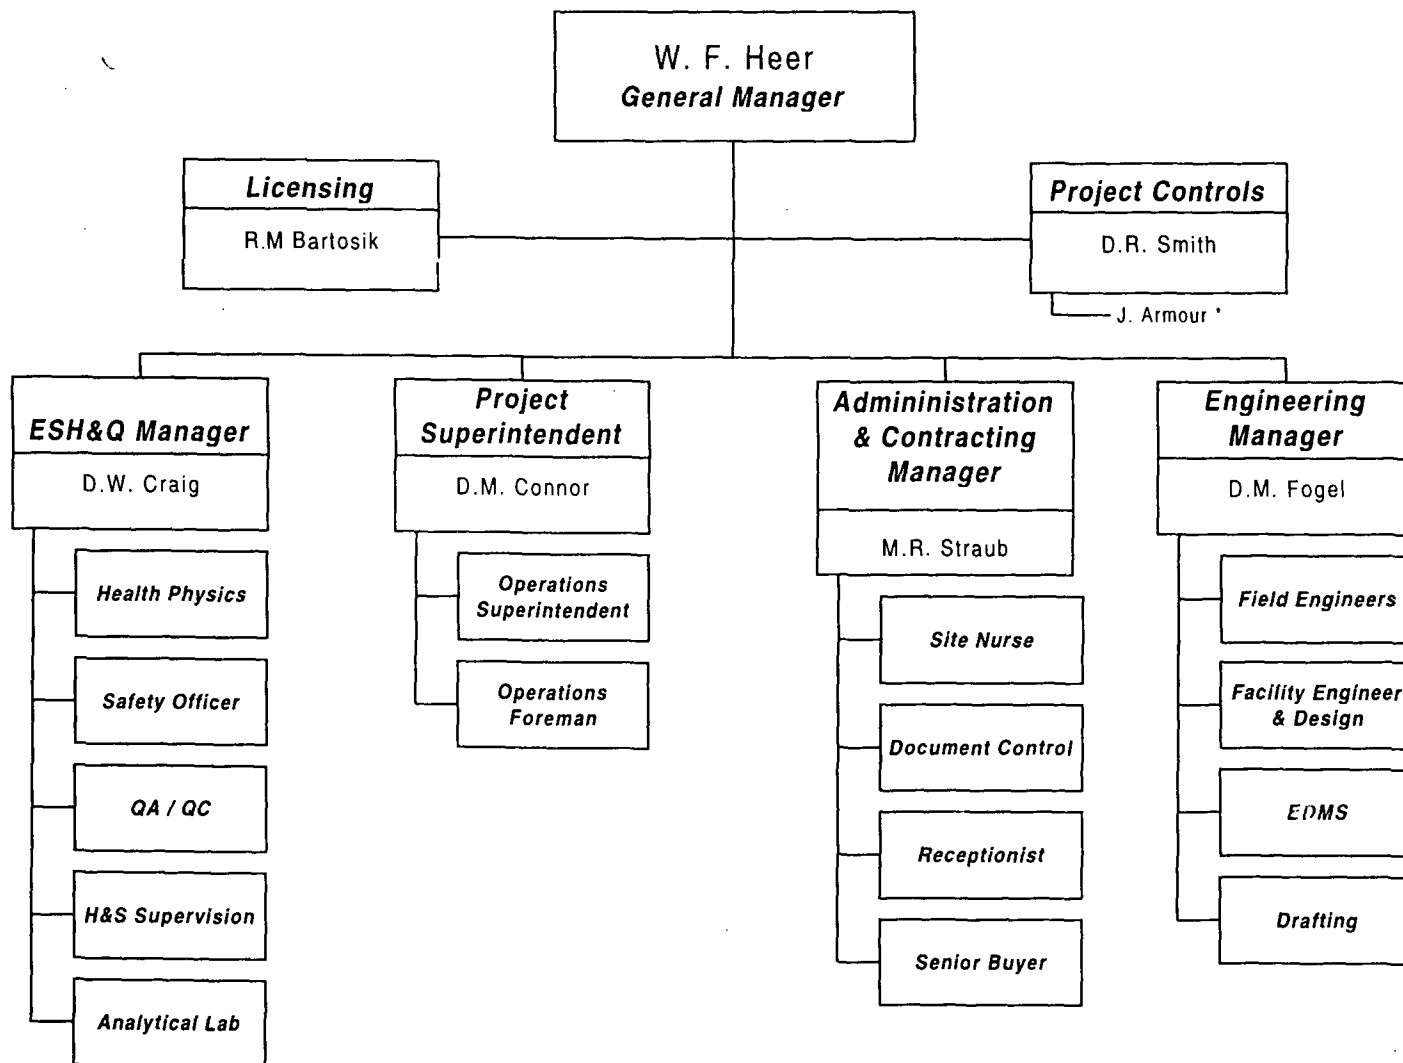 W. F. Heer
General Manager
Licensing
R.M Bartosik
Project Controls
D.R. Smith
J. Armour *
ESH&Q Manager
D.W. Craig
Health Physics
Safety Officer
QA / QC
H&S Supervision
Analytical Lab
Project
Superintendent
D.M. Connor
Operations
Superintendent
Operations
Foreman
Admininistration
& Contracting
Manager
M.R. Straub
Site Nurse
Document Control
Receptionist
Senior Buyer
Engineering
Manager
D.M. Fogel
Field Engineers
Facility Engineer
& Design
EDMS
Drafting